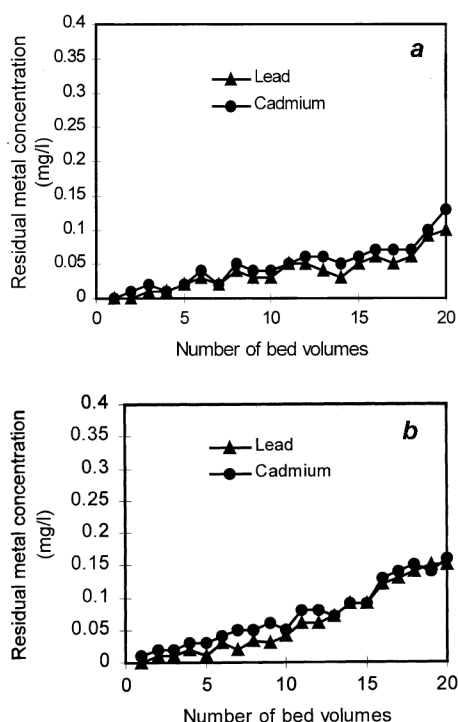 a
0.4
0.35
0.3
0.25
0.2
0.15
0.1
0.05
0
Residual metal concentration
(mg/l)
Lead
Cadmium
0 5 10 15 20
Number of bed volumes
b
0.4
0.35
0.3
0.25
0.2
0.15
0.1
0.05
0
Residual metal concentration
(mg/l)
Lead
Cadmium
0 5 10 15 20
Number of bed volumes